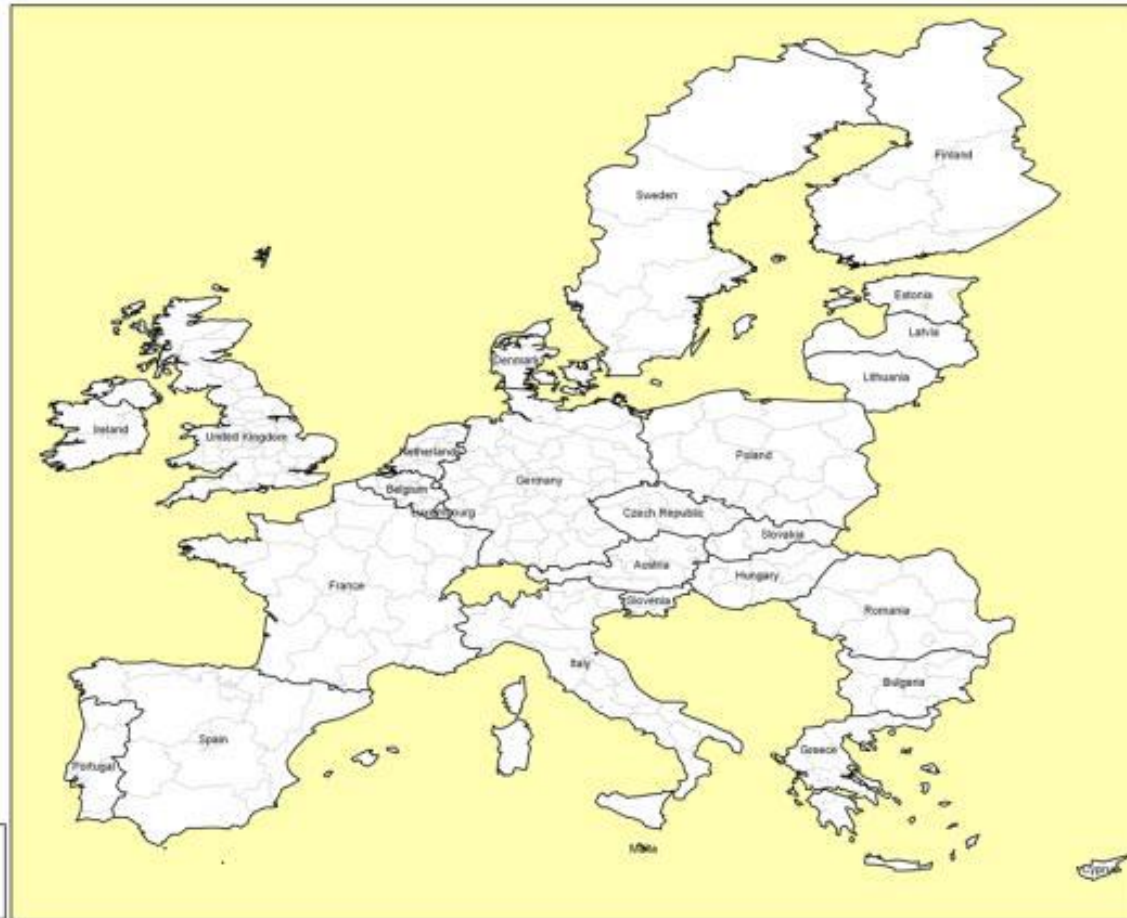 Finland
Sweden
Estonia
Latvia
Denmark
Lithuania
Ireland
United Kingdom
Netherlands
Poland
Germany
Belgium
Luxembourg
Czech Republic
Slovakia
Austria
Hungary
France
Slovenia
Romania
Italy
Bulgaria
Spain
Greece
Portugal
Malta
Cyprus